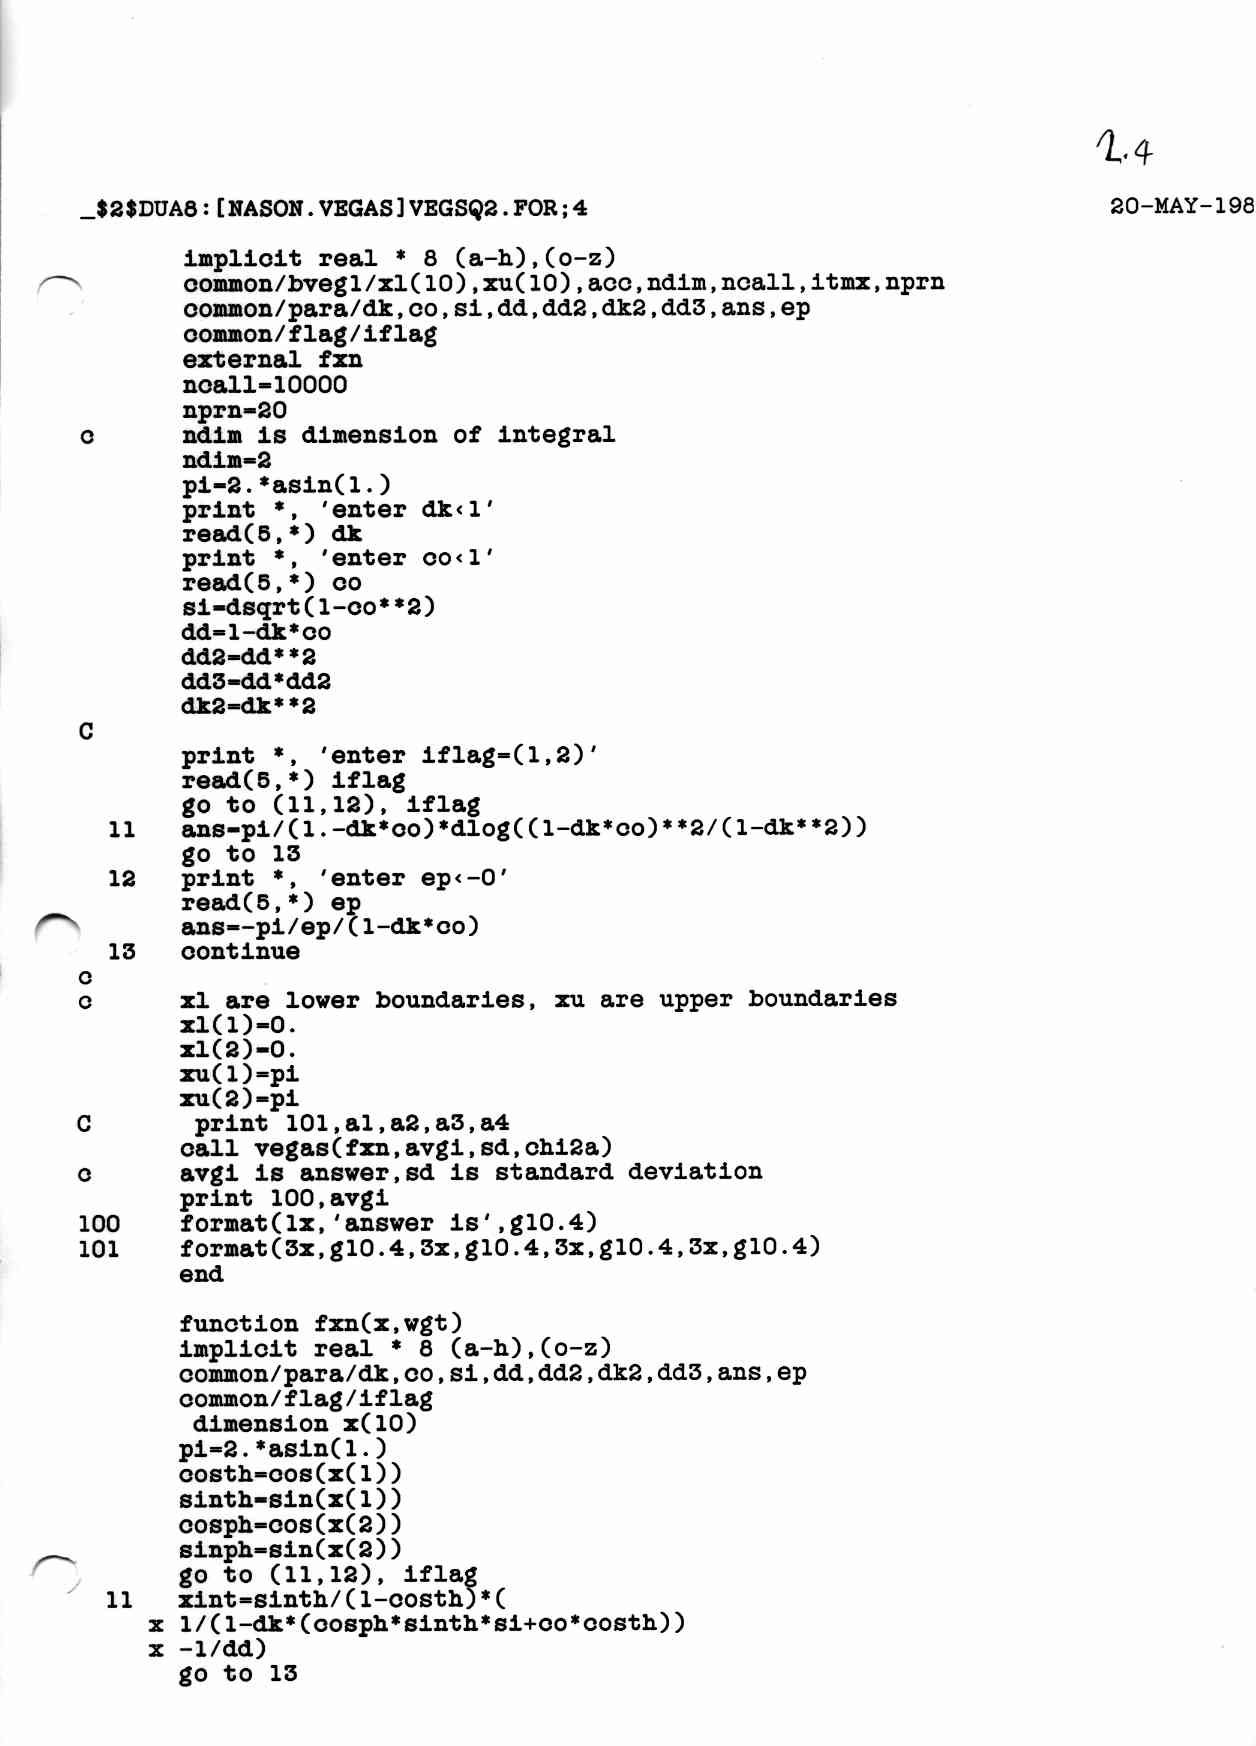 2.4
_$2$DUA8:[NASON.VEGAS]VEGSQ2.FOR;4 20-MAY-198
implicit real * 8 (a-h),(o-z)
common/bveg1/xl(10),xu(10),acc,ndim,ncall,itmx,nprn
common/para/dk,co,si,dd,dd2,dk2,dd3,ans,ep
common/flag/iflag
external fxn
ncall=10000
nprn=20
c ndim is dimension of integral
ndim=2
pi=2.*asin(1.)
print *, 'enter dk<1'
read(5,*) dk
print *, 'enter co<1'
read(5,*) co
si=dsqrt(1-co**2)
dd=1-dk*co
dd2=dd**2
dd3=dd*dd2
dk2=dk**2
C
print *, 'enter iflag=(1,2)'
read(5,*) iflag
go to (11,12), iflag
11 ans=pi/(1.-dk*co)*dlog((1-dk*co)**2/(1-dk**2))
go to 13
12 print *, 'enter ep<-0'
read(5,*) ep
ans=-pi/ep/(1-dk*co)
13 continue
c
c xl are lower boundaries, xu are upper boundaries
xl(1)=0.
xl(2)=0.
xu(1)=pi
xu(2)=pi
C print 101,a1,a2,a3,a4
call vegas(fxn,avgi,sd,chi2a)
c avgi is answer,sd is standard deviation
print 100,avgi
100 format(1x,'answer is',g10.4)
101 format(3x,g10.4,3x,g10.4,3x,g10.4,3x,g10.4)
end
function fxn(x,wgt)
implicit real * 8 (a-h),(o-z)
common/para/dk,co,si,dd,dd2,dk2,dd3,ans,ep
common/flag/iflag
dimension x(10)
pi=2.*asin(1.)
costh=cos(x(1))
sinth=sin(x(1))
cosph=cos(x(2))
sinph=sin(x(2))
go to (11,12), iflag
11 xint=sinth/(1-costh)*(
x 1/(1-dk*(cosph*sinth*si+co*costh))
x -1/dd)
go to 13